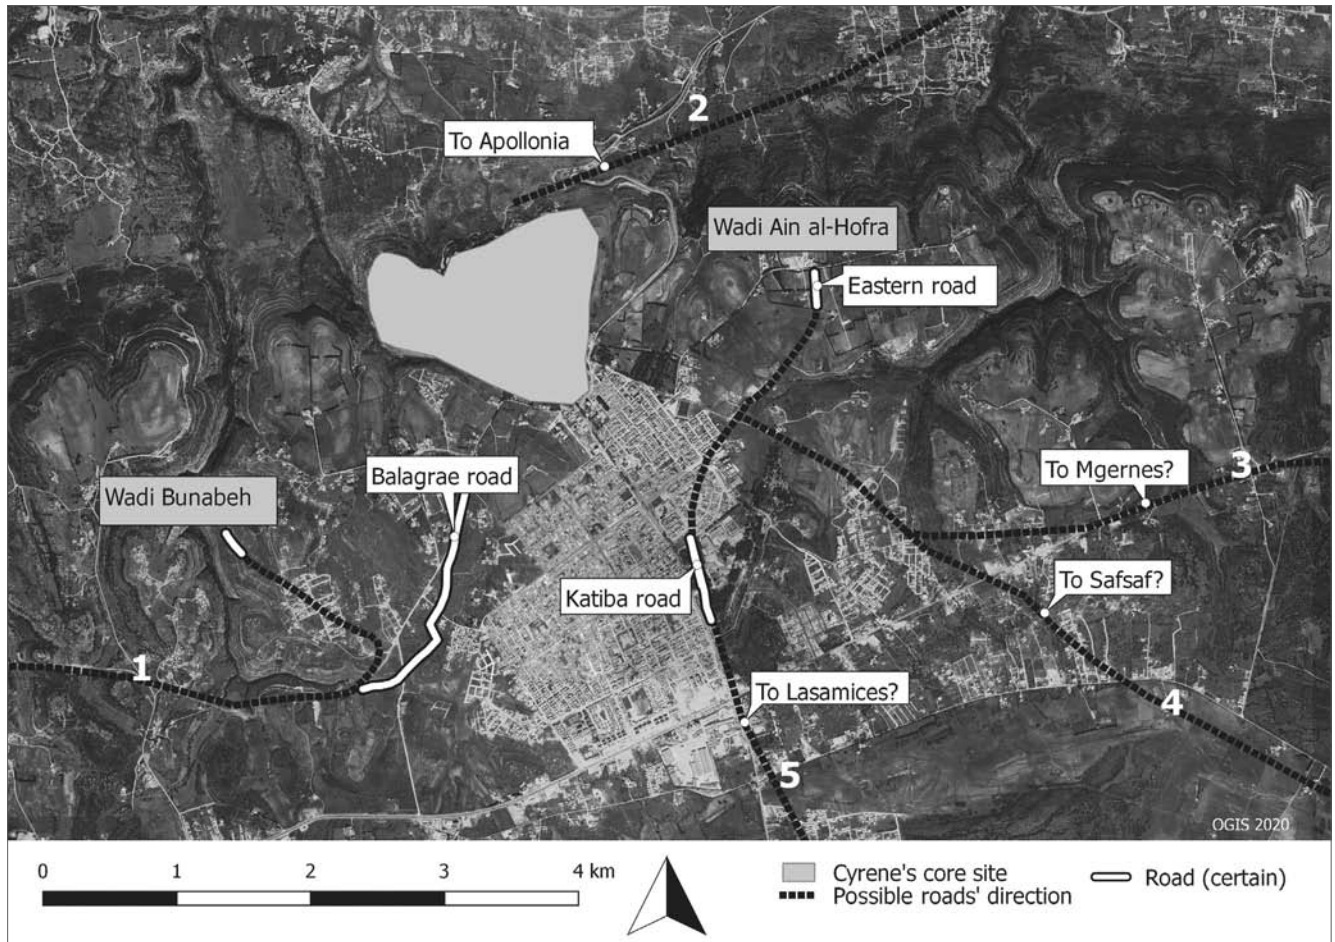 2
To Apollonia
Wadi Ain al-Hofra
Eastern road
Balagrae road
To Mgernes?
3
Wadi Bunabeh
To Safsaf?
Katiba road
1
To Lasamices?
4
5
OGIS 2020
0 1 2 3 4 km
Cyrene's core site
Possible roads' direction
Road (certain)